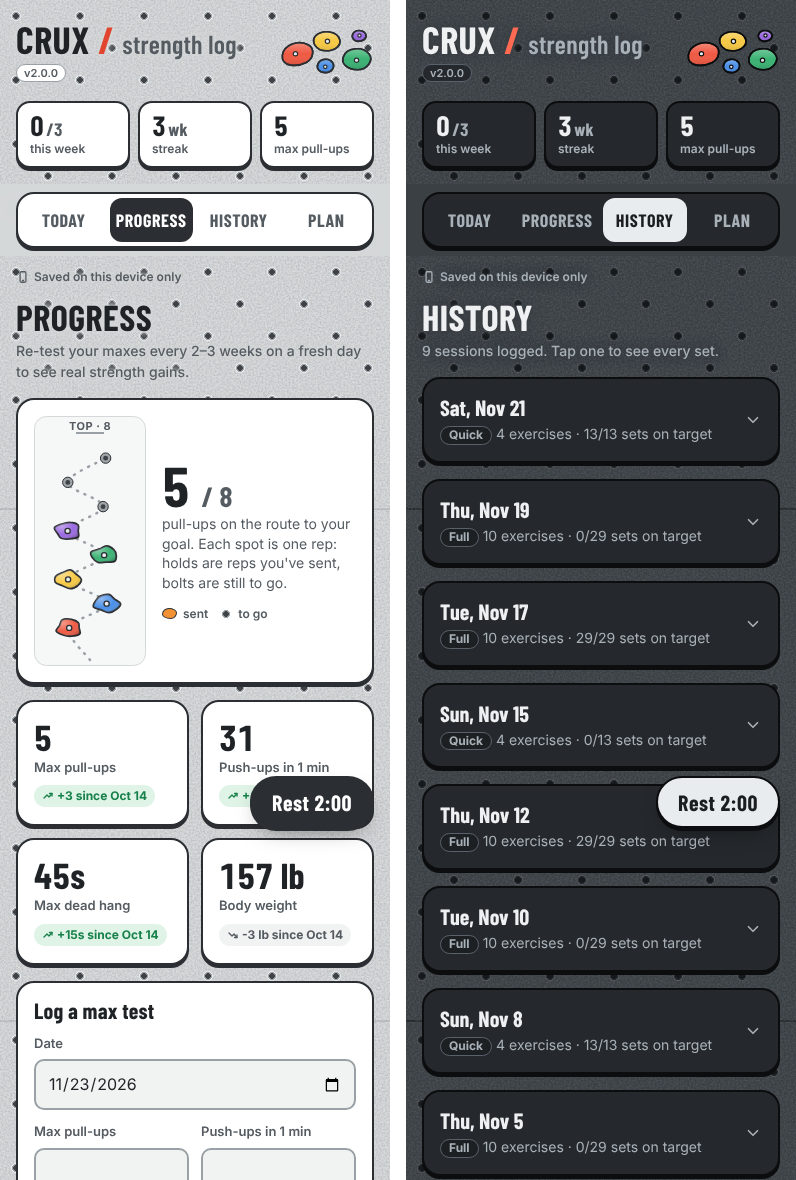 CRUX / strength log
v2.0.0
0 /3
this week
3 wk
streak
5
max pull-ups
TODAY PROGRESS HISTORY PLAN
Saved on this device only
PROGRESS
Re-test your maxes every 2–3 weeks on a fresh day
to see real strength gains.
TOP · 8
5 / 8
pull-ups on the route to your
goal. Each spot is one rep:
holds are reps you've sent,
bolts are still to go.
sent to go
5
Max pull-ups
+3 since Oct 14
31
Push-ups in 1 min
Rest 2:00
45s
Max dead hang
+15s since Oct 14
157 lb
Body weight
-3 lb since Oct 14
Log a max test
Date
11/23/2026
Max pull-ups Push-ups in 1 min
CRUX / strength log
v2.0.0
0 /3
this week
3 wk
streak
5
max pull-ups
TODAY PROGRESS HISTORY PLAN
Saved on this device only
HISTORY
9 sessions logged. Tap one to see every set.
Sat, Nov 21
Quick 4 exercises · 13/13 sets on target
Thu, Nov 19
Full 10 exercises · 0/29 sets on target
Tue, Nov 17
Full 10 exercises · 29/29 sets on target
Sun, Nov 15
Quick 4 exercises · 0/13 sets on target
Thu, Nov 12
Full 10 exercises · 29/29 sets on target
Rest 2:00
Tue, Nov 10
Full 10 exercises · 0/29 sets on target
Sun, Nov 8
Quick 4 exercises · 13/13 sets on target
Thu, Nov 5
Full 10 exercises · 0/29 sets on target